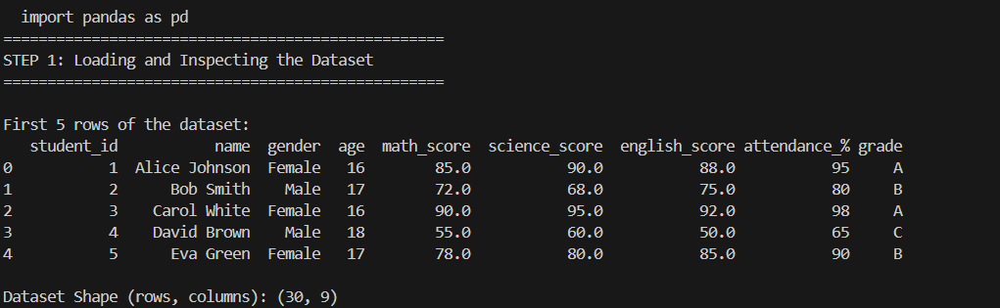 import pandas as pd
==================================================
STEP 1: Loading and Inspecting the Dataset
==================================================
First 5 rows of the dataset:
student_id name gender age math_score science_score english_score attendance_% grade
0 1 Alice Johnson Female 16 85.0 90.0 88.0 95 A
1 2 Bob Smith Male 17 72.0 68.0 75.0 80 B
2 3 Carol White Female 16 90.0 95.0 92.0 98 A
3 4 David Brown Male 18 55.0 60.0 50.0 65 C
4 5 Eva Green Female 17 78.0 80.0 85.0 90 B
Dataset Shape (rows, columns): (30, 9)